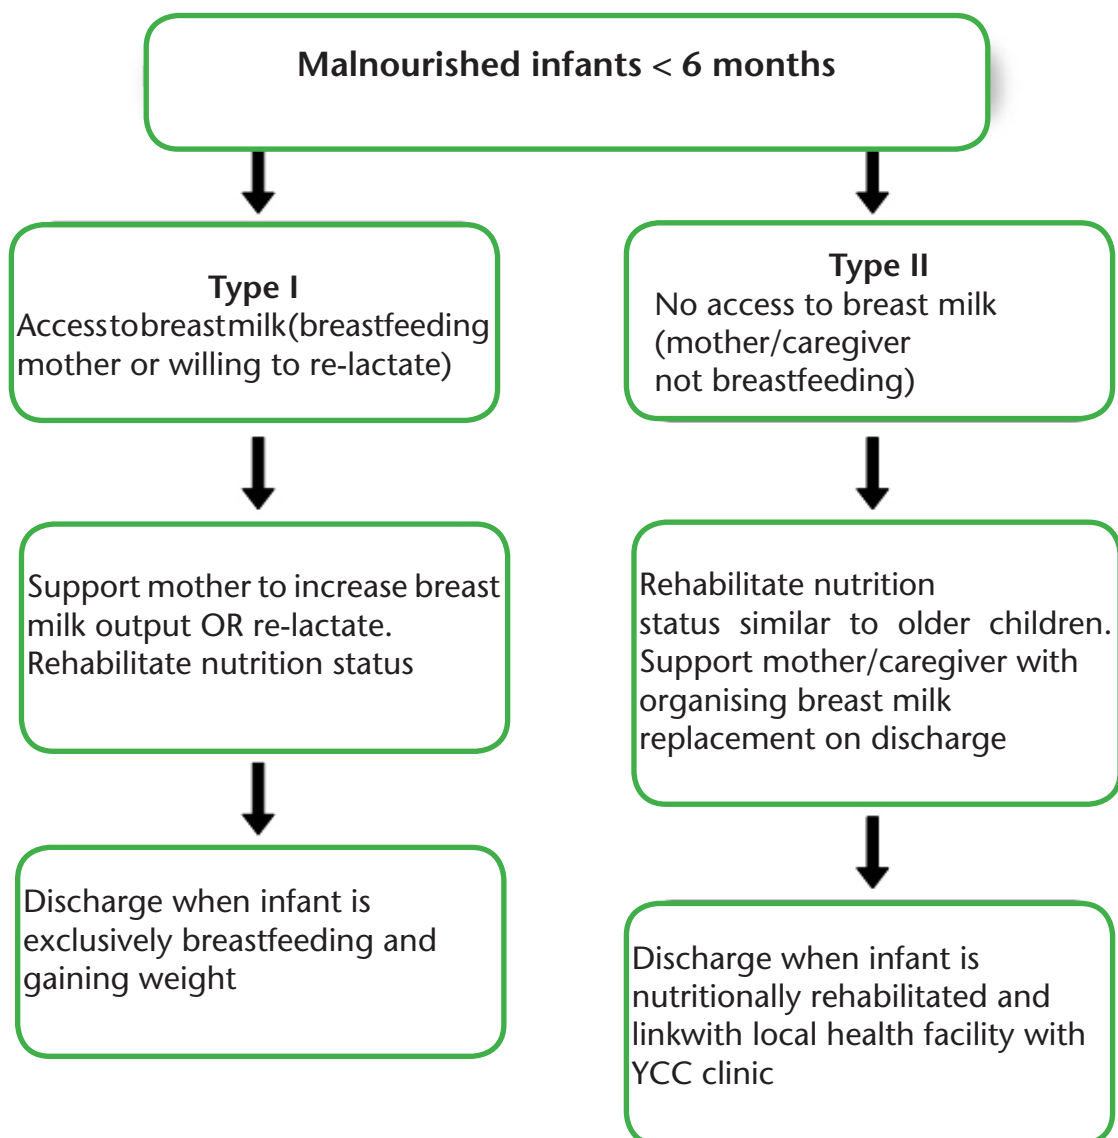 Malnourished infants < 6 months
Type I
Access to breast milk (breastfeeding
mother or willing to re-lactate)
Type II
No access to breast milk
(mother/caregiver
not breastfeeding)
Support mother to increase breast
milk output OR re-lactate.
Rehabilitate nutrition status
Rehabilitate nutrition
status similar to older children.
Support mother/caregiver with
organising breast milk
replacement on discharge
Discharge when infant is
exclusively breastfeeding and
gaining weight
Discharge when infant is
nutritionally rehabilitated and
linkwith local health facility with
YCC clinic